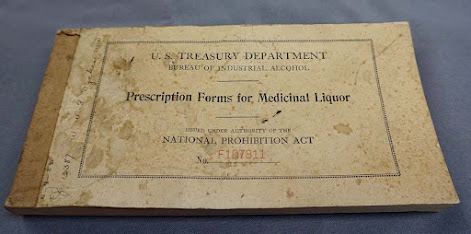 U. S. TREASURY DEPARTMENT
BUREAU OF INDUSTRIAL ALCOHOL
Prescription Forms for Medicinal Liquor
ISSUED UNDER AUTHORITY OF THE
NATIONAL PROHIBITION ACT
No. F187811